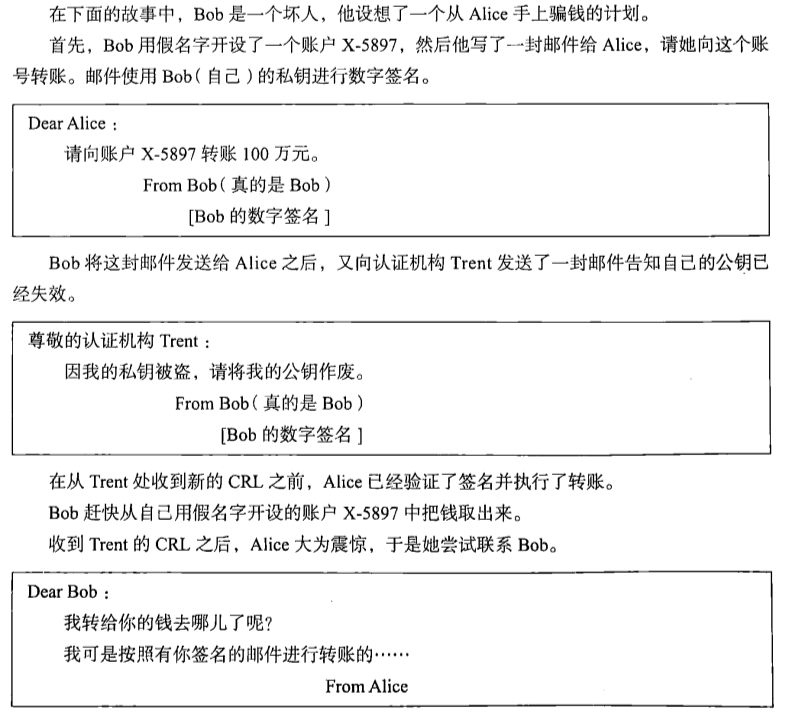 在下面的故事中，Bob 是一个坏人，他设想了一个从 Alice 手上骗钱的计划。
首先，Bob 用假名字开设了一个账户 X-5897，然后他写了一封邮件给 Alice，请她向这个账
号转账。邮件使用 Bob（自己）的私钥进行数字签名。
Dear Alice：
请向账户 X-5897 转账 100 万元。
From Bob（真的是 Bob）
[Bob 的数字签名]
Bob 将这封邮件发送给 Alice 之后，又向认证机构 Trent 发送了一封邮件告知自己的公钥已
经失效。
尊敬的认证机构 Trent：
因我的私钥被盗，请将我的公钥作废。
From Bob（真的是 Bob）
[Bob 的数字签名]
在从 Trent 处收到新的 CRL 之前，Alice 已经验证了签名并执行了转账。
Bob 赶快从自己用假名字开设的账户 X-5897 中把钱取出来。
收到 Trent 的 CRL 之后，Alice 大为震惊，于是她尝试联系 Bob。
Dear Bob：
我转给你的钱去哪儿了呢？
我可是按照有你签名的邮件进行转账的……
From Alice